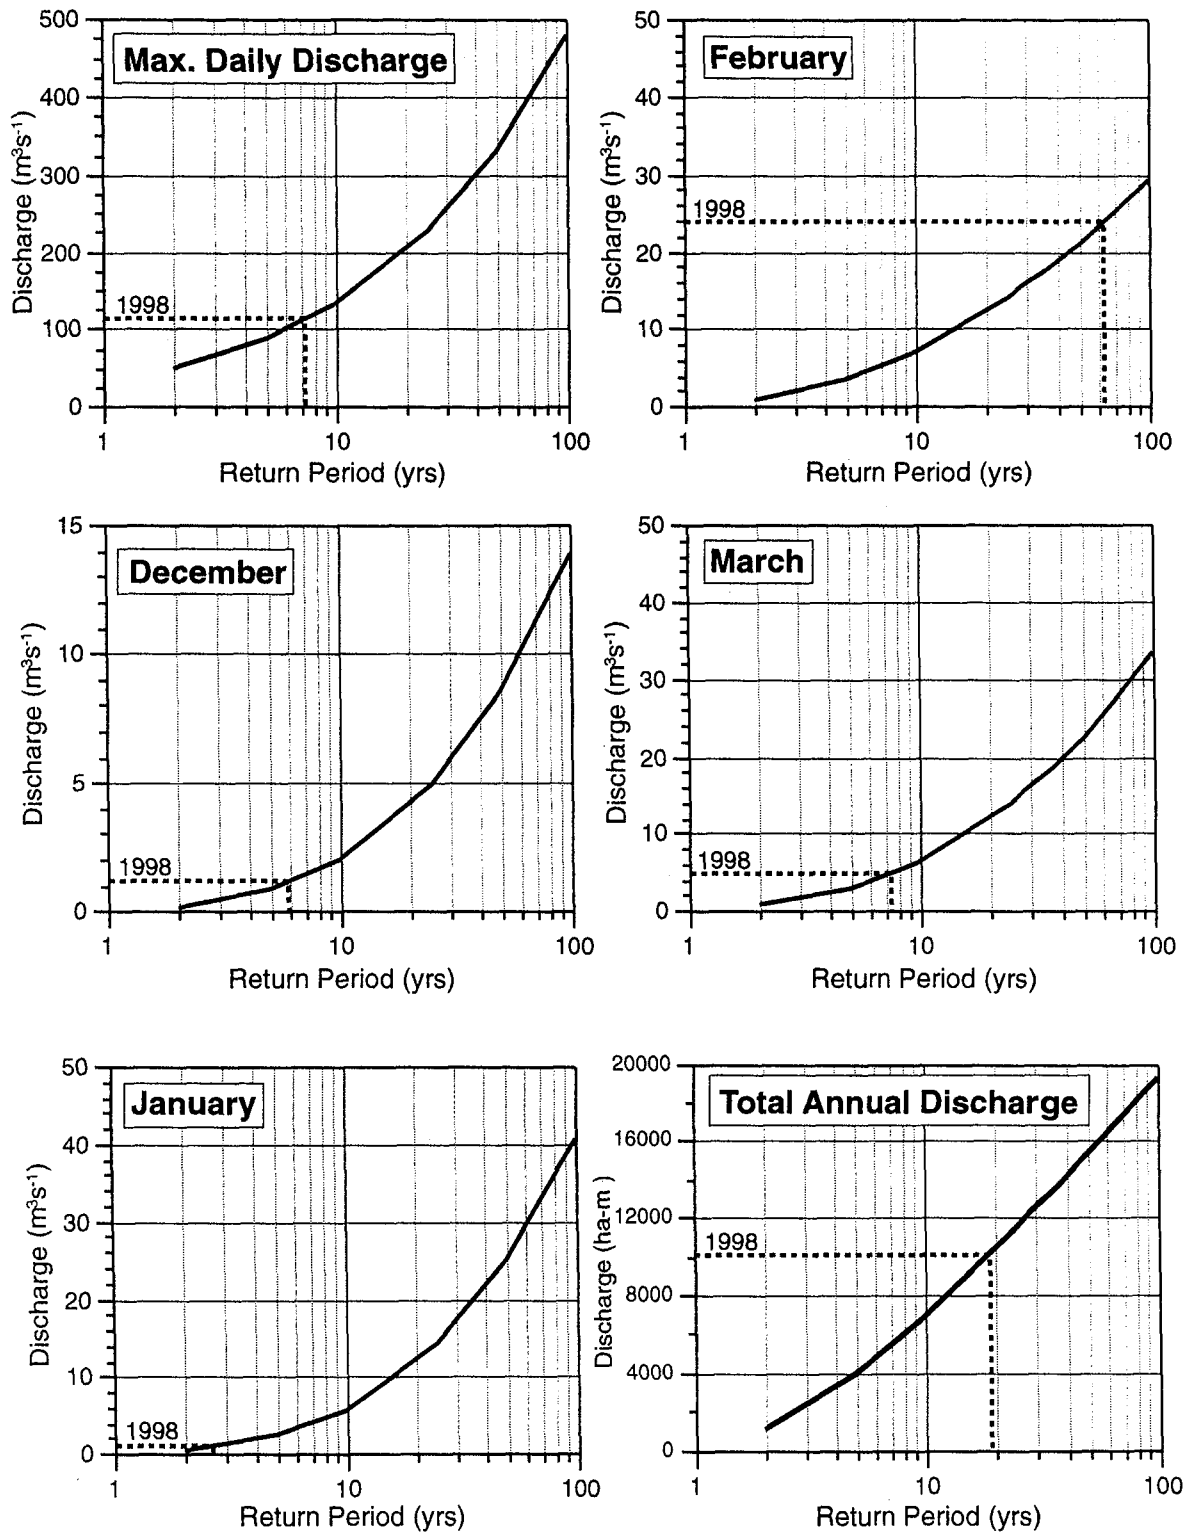 Max. Daily Discharge
500
400
300
200
100
0
Discharge (m³s⁻¹)
1998
1 10 100
Return Period (yrs)
February
50
40
30
20
10
0
Discharge (m³s⁻¹)
1998
1 10 100
Return Period (yrs)
December
15
10
5
0
Discharge (m³s⁻¹)
1998
1 10 100
Return Period (yrs)
March
50
40
30
20
10
0
Discharge (m³s⁻¹)
1998
1 10 100
Return Period (yrs)
January
50
40
30
20
10
0
Discharge (m³s⁻¹)
1998
1 10 100
Return Period (yrs)
Total Annual Discharge
20000
16000
12000
8000
4000
0
Discharge (ha-m )
1998
1 10 100
Return Period (yrs)